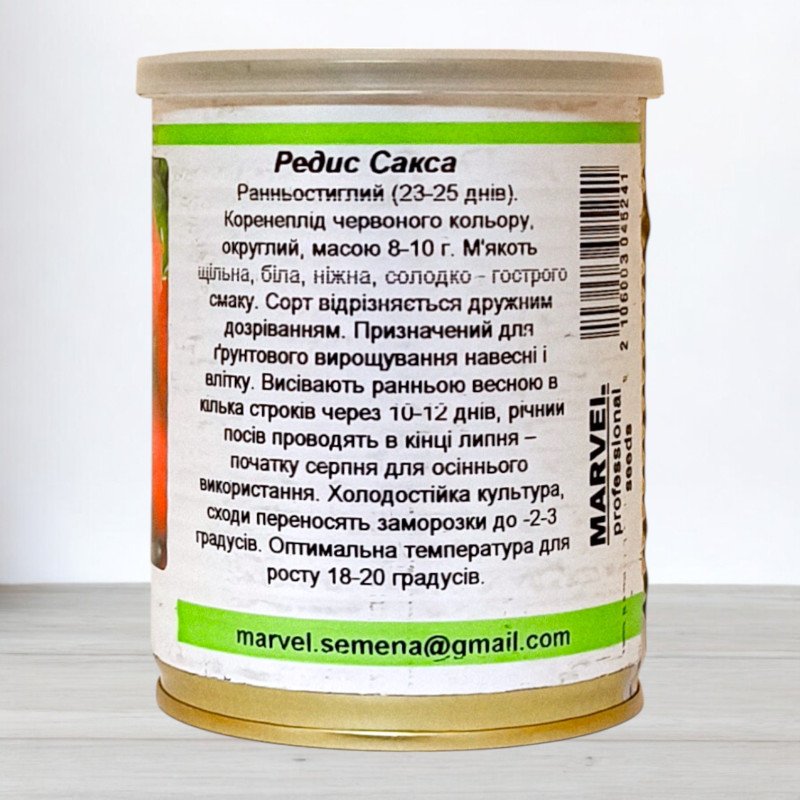 Редис Сакса
Ранньостиглий (23-25 днів).
Коренеплід червоного кольору,
округлий, масою 8-10 г. М'якоть
щільна, біла, ніжна, солодко - гострого
смаку. Сорт відрізняється дружним
дозріванням. Призначений для
ґрунтового вирощування навесні і
влітку. Висівають ранньою весною в
кілька строків через 10-12 днів, річний
посів проводять в кінці липня –
початку серпня для осіннього
використання. Холодостійка культура,
сходи переносять заморозки до -2-3
градусів. Оптимальна температура для
росту 18-20 градусів.
marvel.semena@gmail.com
2 106003 045241
MARVEL
professional
seeds